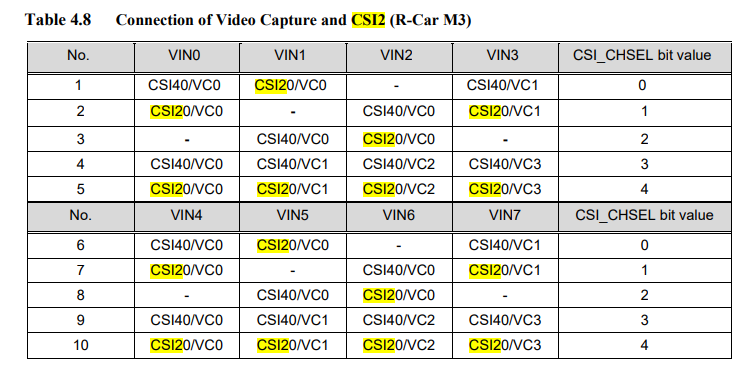 Table 4.8 Connection of Video Capture and CSI2 (R-Car M3)
No. VIN0 VIN1 VIN2 VIN3 CSI_CHSEL bit value
1 CSI40/VC0 CSI20/VC0 - CSI40/VC1 0
2 CSI20/VC0 - CSI40/VC0 CSI20/VC1 1
3 - CSI40/VC0 CSI20/VC0 - 2
4 CSI40/VC0 CSI40/VC1 CSI40/VC2 CSI40/VC3 3
5 CSI20/VC0 CSI20/VC1 CSI20/VC2 CSI20/VC3 4
No. VIN4 VIN5 VIN6 VIN7 CSI_CHSEL bit value
6 CSI40/VC0 CSI20/VC0 - CSI40/VC1 0
7 CSI20/VC0 - CSI40/VC0 CSI20/VC1 1
8 - CSI40/VC0 CSI20/VC0 - 2
9 CSI40/VC0 CSI40/VC1 CSI40/VC2 CSI40/VC3 3
10 CSI20/VC0 CSI20/VC1 CSI20/VC2 CSI20/VC3 4